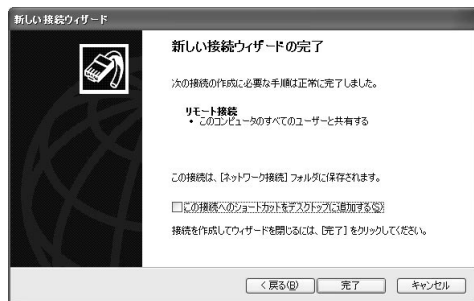 新しい接続ウィザード
新しい接続ウィザードの完了
次の接続の作成に必要な手順は正常に完了しました。
リモート接続
• このコンピュータのすべてのユーザーと共有する
この接続は、[ネットワーク接続] フォルダに保存されます。
この接続へのショートカットをデスクトップに追加する(S)
接続を作成してウィザードを閉じるには、[完了] をクリックしてください。
< 戻る(B)
完了
キャンセル